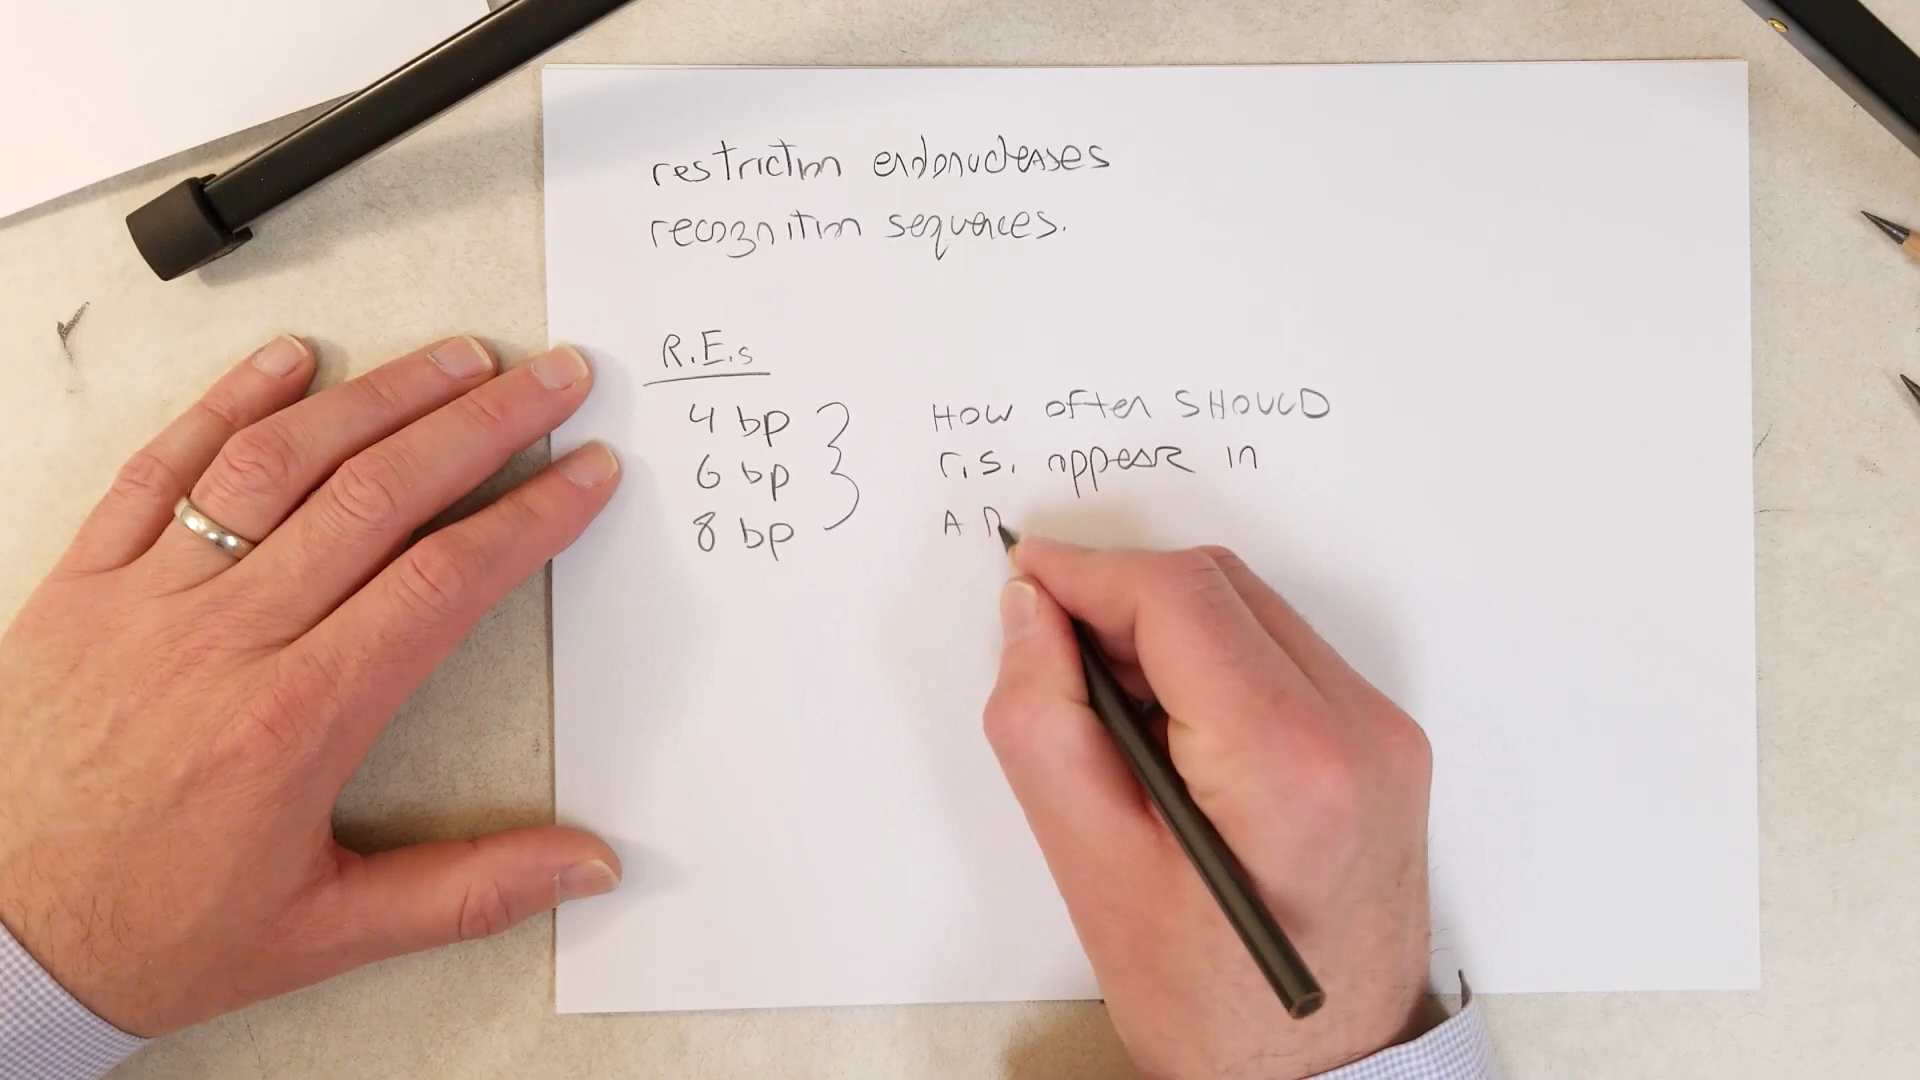 restriction endonucleases
recognition sequences.
R.E.s
4 bp
6 bp
8 bp
HOW often SHOULD
r.s. appear in
A